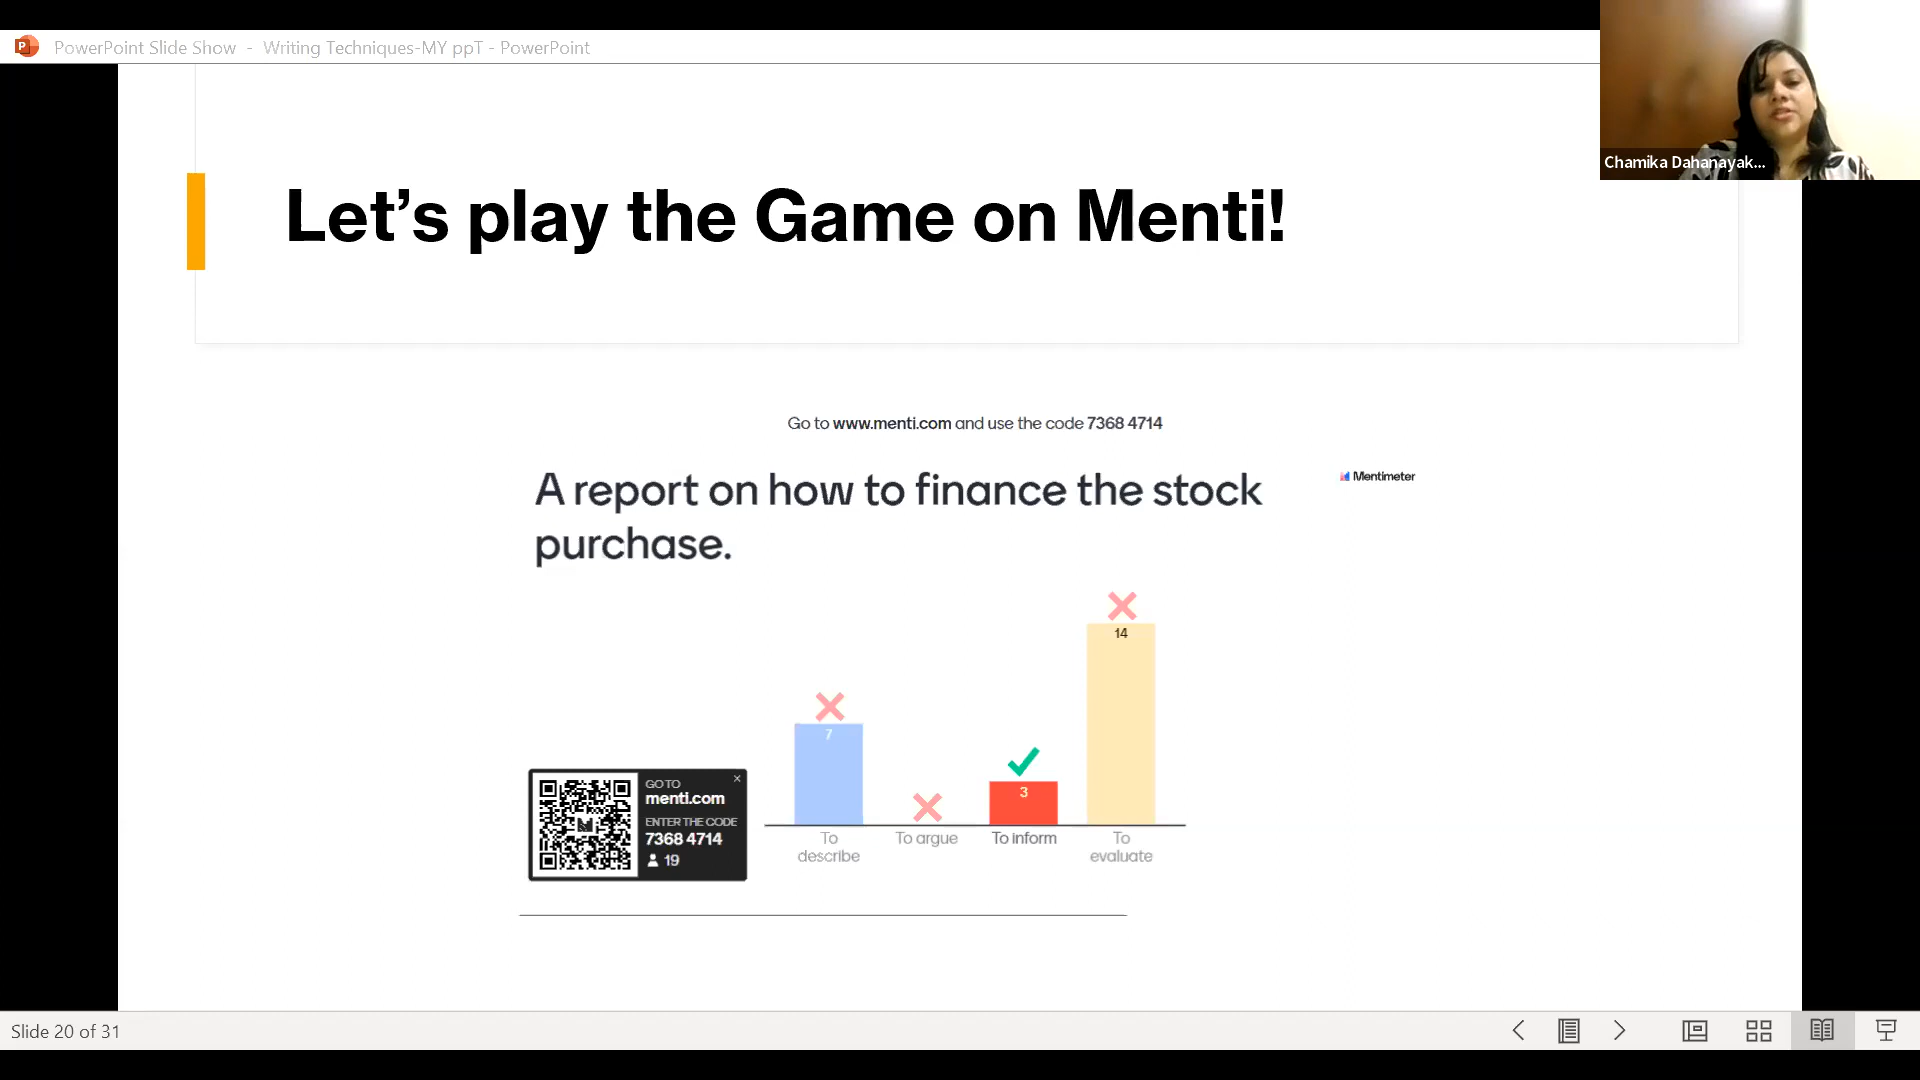 PowerPoint Slide Show - Writing Techniques-MY ppT - PowerPoint
Chamika Dahanayak...
Let’s play the Game on Menti!
Go to www.menti.com and use the code 7368 4714
A report on how to finance the stock
purchase.
Mentimeter
14
7
3
To
describe
To argue
To inform
To
evaluate
GO TO
menti.com
ENTER THE CODE
7368 4714
19
Slide 20 of 31